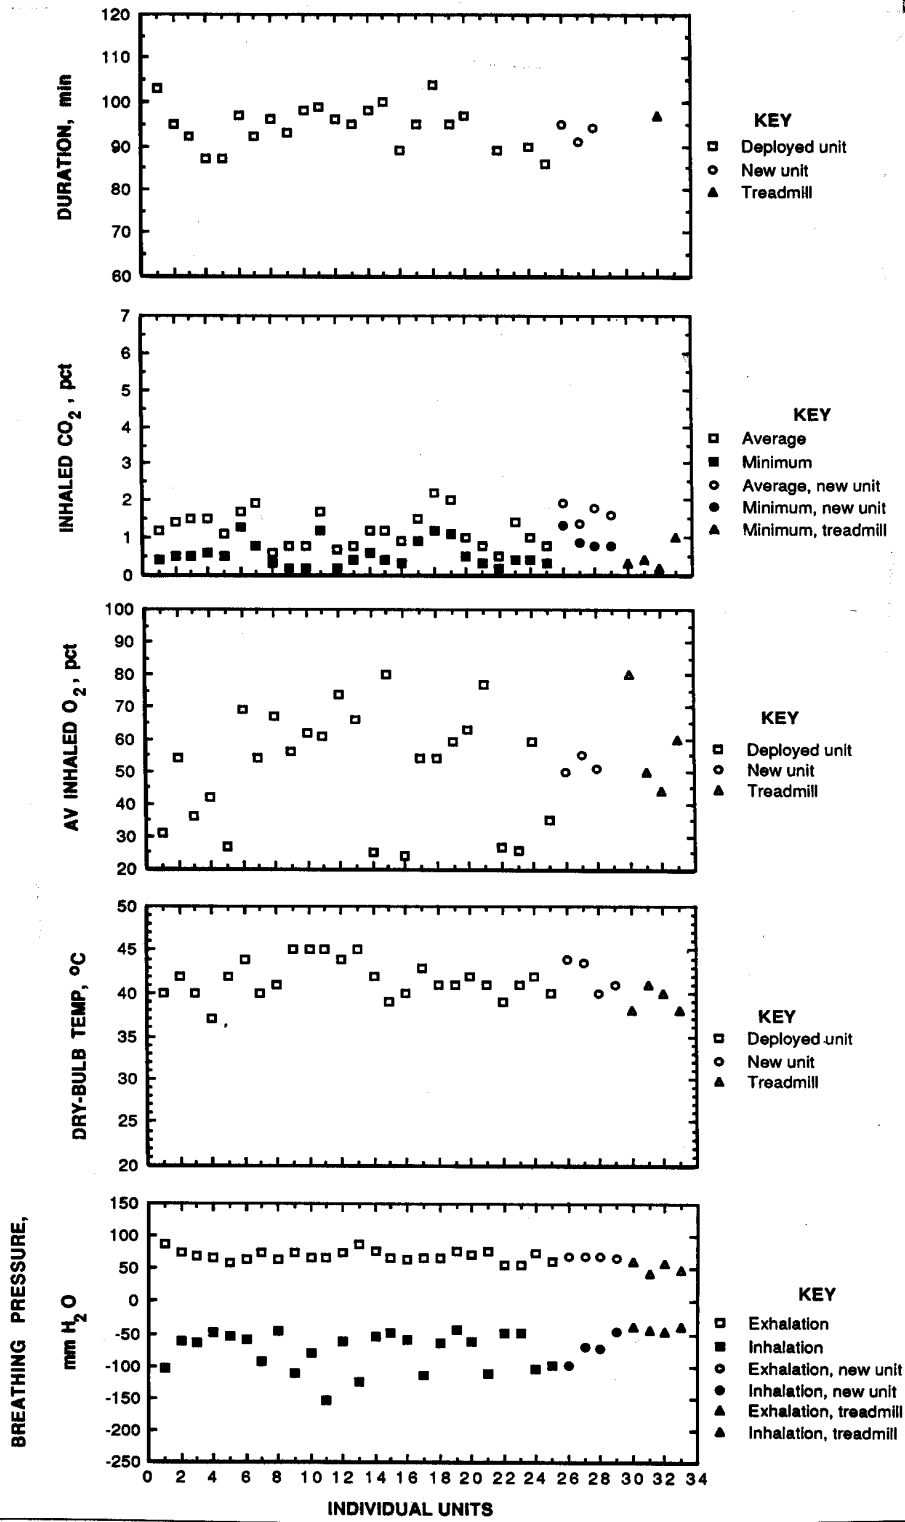 120
110
100
90
80
70
60
DURATION, min
KEY
Deployed unit
New unit
Treadmill
7
6
5
4
3
2
1
0
INHALED CO2, pct
KEY
Average
Minimum
Average, new unit
Minimum, new unit
Minimum, treadmill
100
90
80
70
60
50
40
30
20
AV INHALED O2, pct
KEY
Deployed unit
New unit
Treadmill
50
45
40
35
30
25
20
DRY-BULB TEMP, °C
KEY
Deployed unit
New unit
Treadmill
150
100
50
0
-50
-100
-150
-200
-250
BREATHING PRESSURE,
mm H2O
KEY
Exhalation
Inhalation
Exhalation, new unit
Inhalation, new unit
Exhalation, treadmill
Inhalation, treadmill
0 2 4 6 8 10 12 14 16 18 20 22 24 26 28 30 32 34
INDIVIDUAL UNITS